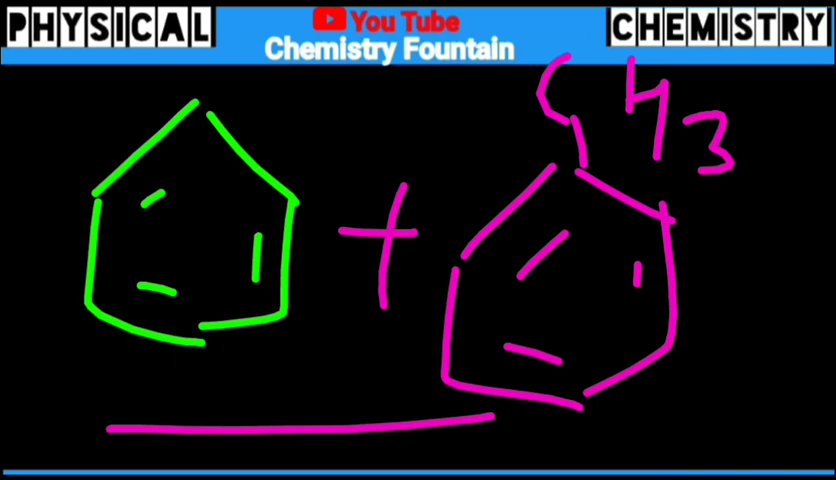 PHYSICAL
You Tube
Chemistry Fountain
CHEMISTRY
CH3
+